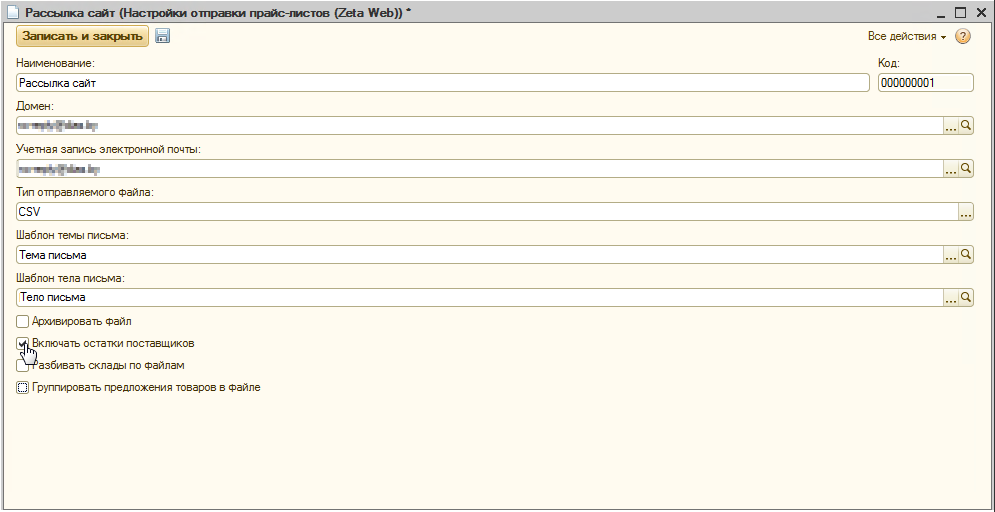 Рассылка сайт (Настройки отправки прайс-листов (Zeta Web)) *
Записать и закрыть Все действия ?
Наименование: Код:
Рассылка сайт 000000001
Домен:
...
Учетная запись электронной почты:
...
Тип отправляемого файла:
CSV ...
Шаблон темы письма:
Тема письма ...
Шаблон тела письма:
Тело письма ...
Архивировать файл
Включать остатки поставщиков
Разбивать склады по файлам
Группировать предложения товаров в файле